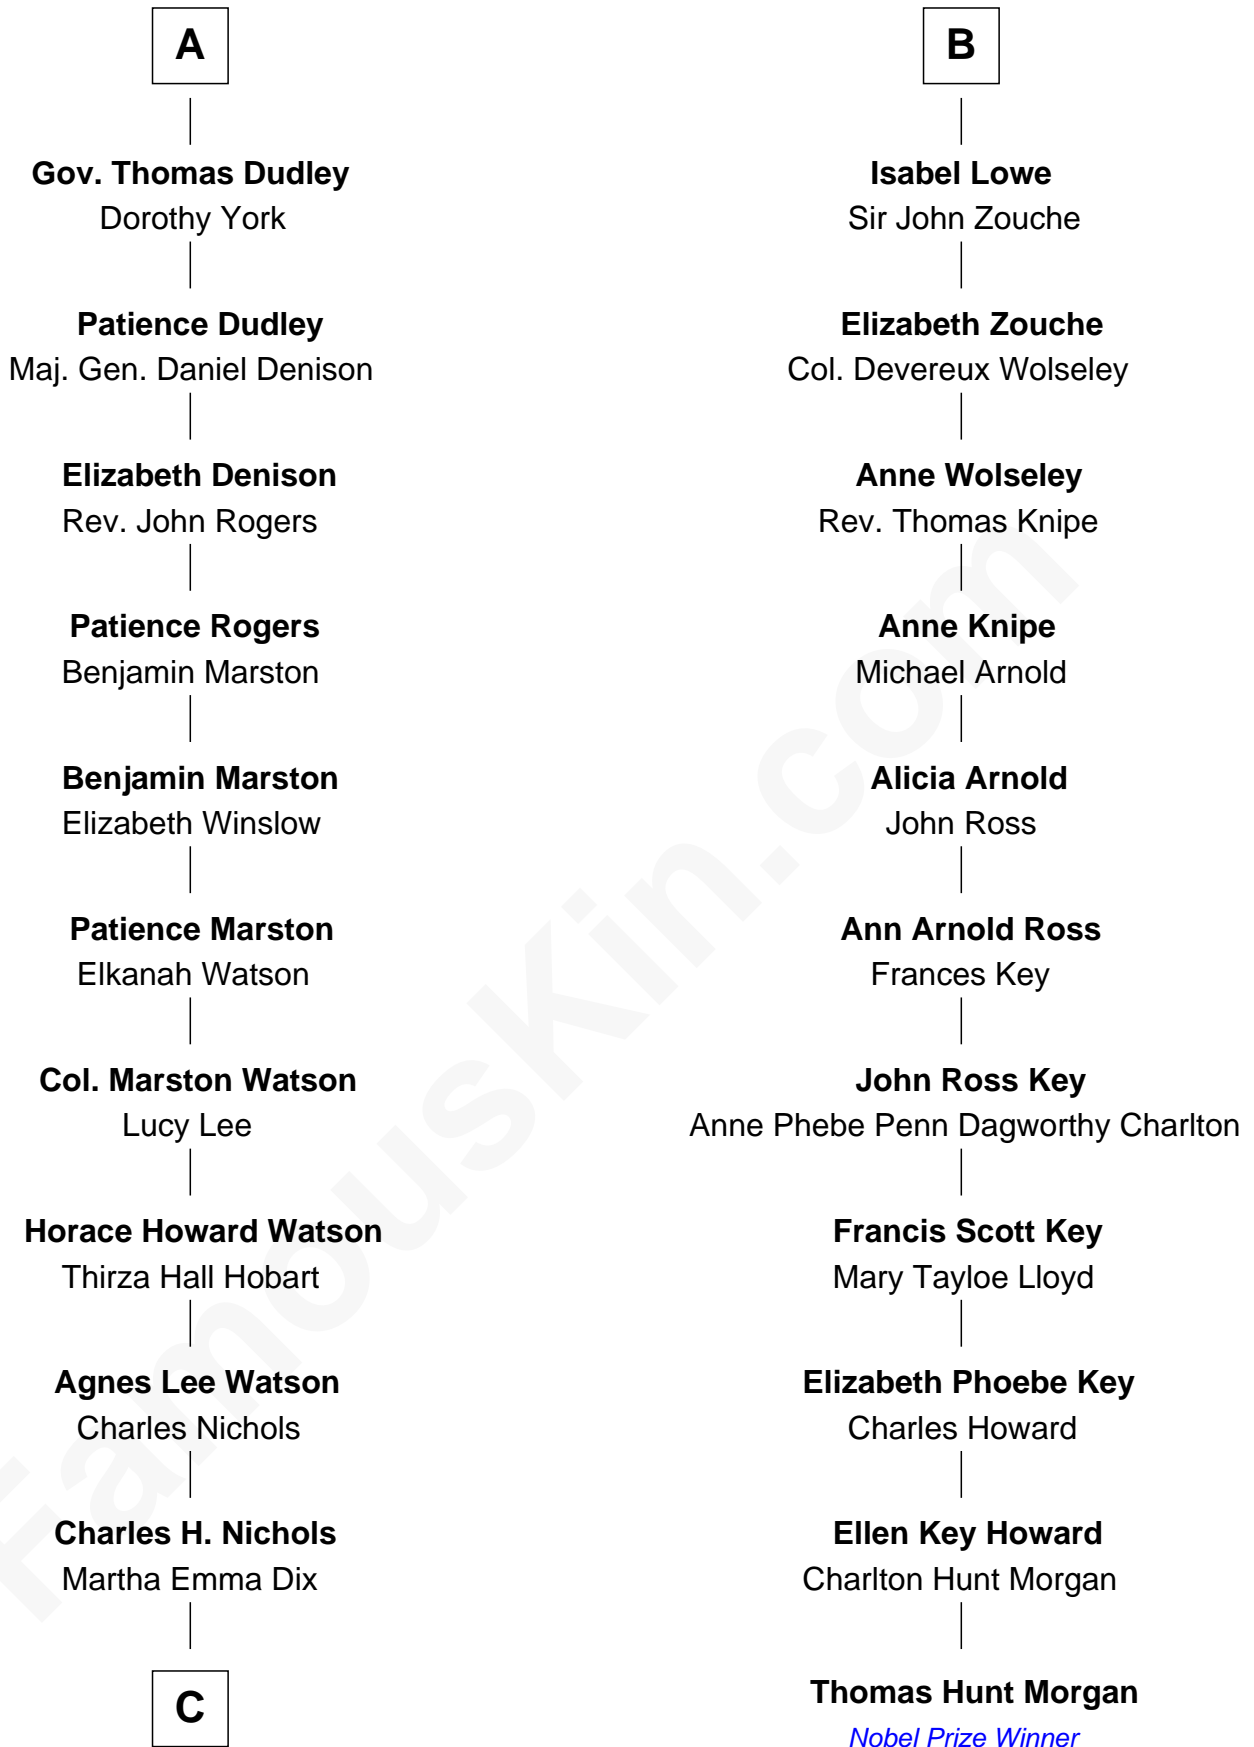 A
Gov. Thomas Dudley
Dorothy York
Patience Dudley
Maj. Gen. Daniel Denison
Elizabeth Denison
Rev. John Rogers
Patience Rogers
Benjamin Marston
Benjamin Marston
Elizabeth Winslow
Patience Marston
Elkanah Watson
Col. Marston Watson
Lucy Lee
Horace Howard Watson
Thirza Hall Hobart
Agnes Lee Watson
Charles Nichols
Charles H. Nichols
Martha Emma Dix
C
B
Isabel Lowe
Sir John Zouche
Elizabeth Zouche
Col. Devereux Wolseley
Anne Wolseley
Rev. Thomas Knipe
Anne Knipe
Michael Arnold
Alicia Arnold
John Ross
Ann Arnold Ross
Frances Key
John Ross Key
Anne Phebe Penn Dagworthy Charlton
Francis Scott Key
Mary Tayloe Lloyd
Elizabeth Phoebe Key
Charles Howard
Ellen Key Howard
Charlton Hunt Morgan
Thomas Hunt Morgan
Nobel Prize Winner
FamousKin.com